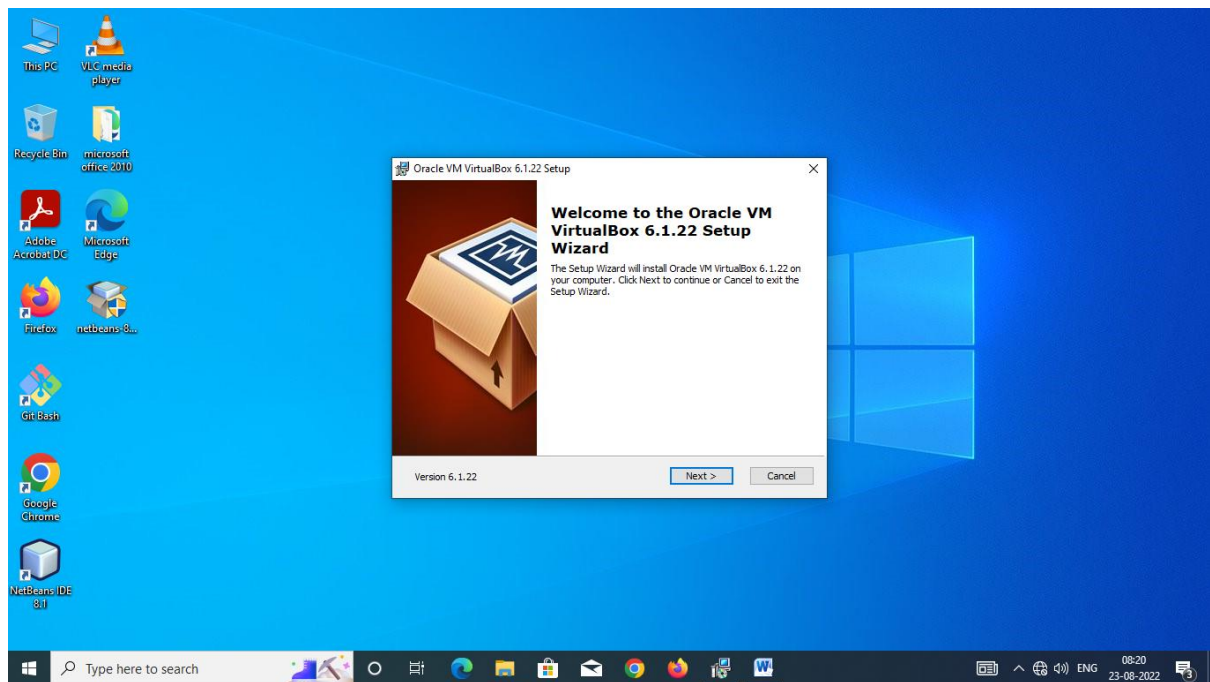 This PC
VLC media
player
Recycle Bin
microsoft
office 2010
Adobe
Acrobat DC
Microsoft
Edge
Firefox
netbeans-8...
Git Bash
Google
Chrome
NetBeans IDE
8.1
Oracle VM VirtualBox 6.1.22 Setup
Welcome to the Oracle VM
VirtualBox 6.1.22 Setup
Wizard
The Setup Wizard will install Oracle VM VirtualBox 6.1.22 on
your computer. Click Next to continue or Cancel to exit the
Setup Wizard.
Version 6.1.22
Next >
Cancel
Type here to search
W
ENG
08:20
23-08-2022
3